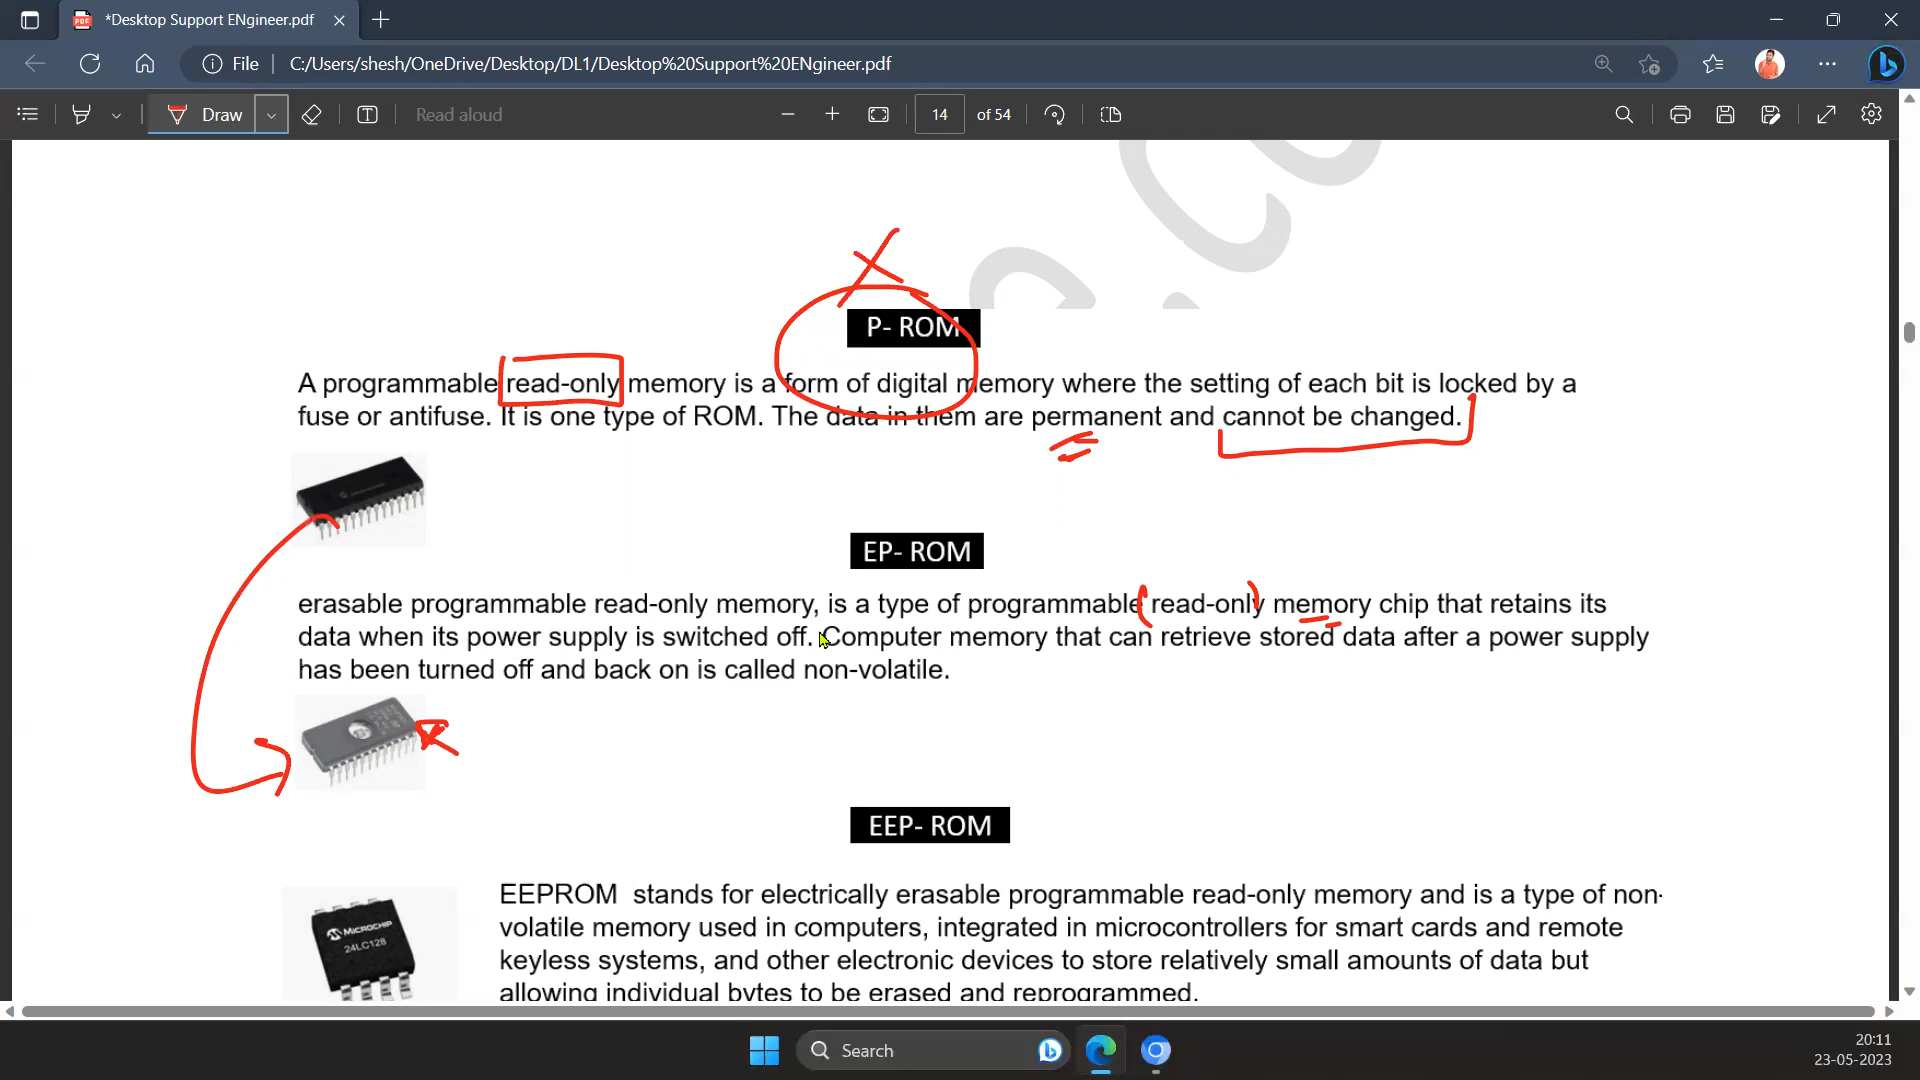 *Desktop Support ENgineer.pdf
File
C:/Users/shesh/OneDrive/Desktop/DL1/Desktop%20Support%20ENgineer.pdf
Draw
Read aloud
14
of 54
P- ROM
A programmable read-only memory is a form of digital memory where the setting of each bit is locked by a
fuse or antifuse. It is one type of ROM. The data in them are permanent and cannot be changed.
EP- ROM
erasable programmable read-only memory, is a type of programmable read-only memory chip that retains its
data when its power supply is switched off. Computer memory that can retrieve stored data after a power supply
has been turned off and back on is called non-volatile.
EEP- ROM
MICROCHIP
24LC128
EEPROM stands for electrically erasable programmable read-only memory and is a type of non-
volatile memory used in computers, integrated in microcontrollers for smart cards and remote
keyless systems, and other electronic devices to store relatively small amounts of data but
allowing individual bytes to be erased and reprogrammed.
Search
20:11
23-05-2023